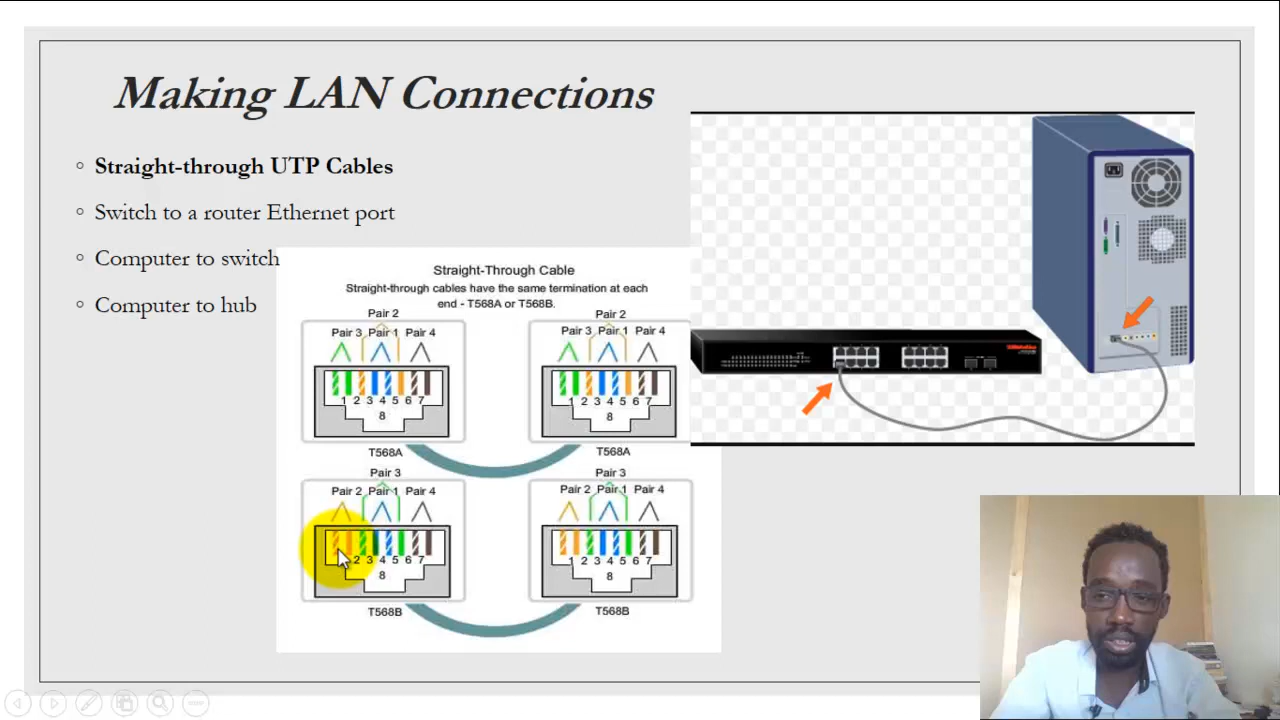 Making LAN Connections
◦ Straight-through UTP Cables
◦ Switch to a router Ethernet port
◦ Computer to switch
◦ Computer to hub
Straight-Through Cable
Straight-through cables have the same termination at each
end - T568A or T568B.
Pair 2
Pair 3 Pair 1 Pair 4
1 2 3 4 5 6 7
8
T568A
Pair 2
Pair 3 Pair 1 Pair 4
1 2 3 4 5 6 7
8
T568A
Pair 3
Pair 2 Pair 1 Pair 4
2 3 4 5 6 7
8
T568B
Pair 3
Pair 2 Pair 1 Pair 4
1 2 3 4 5 6 7
8
T568B